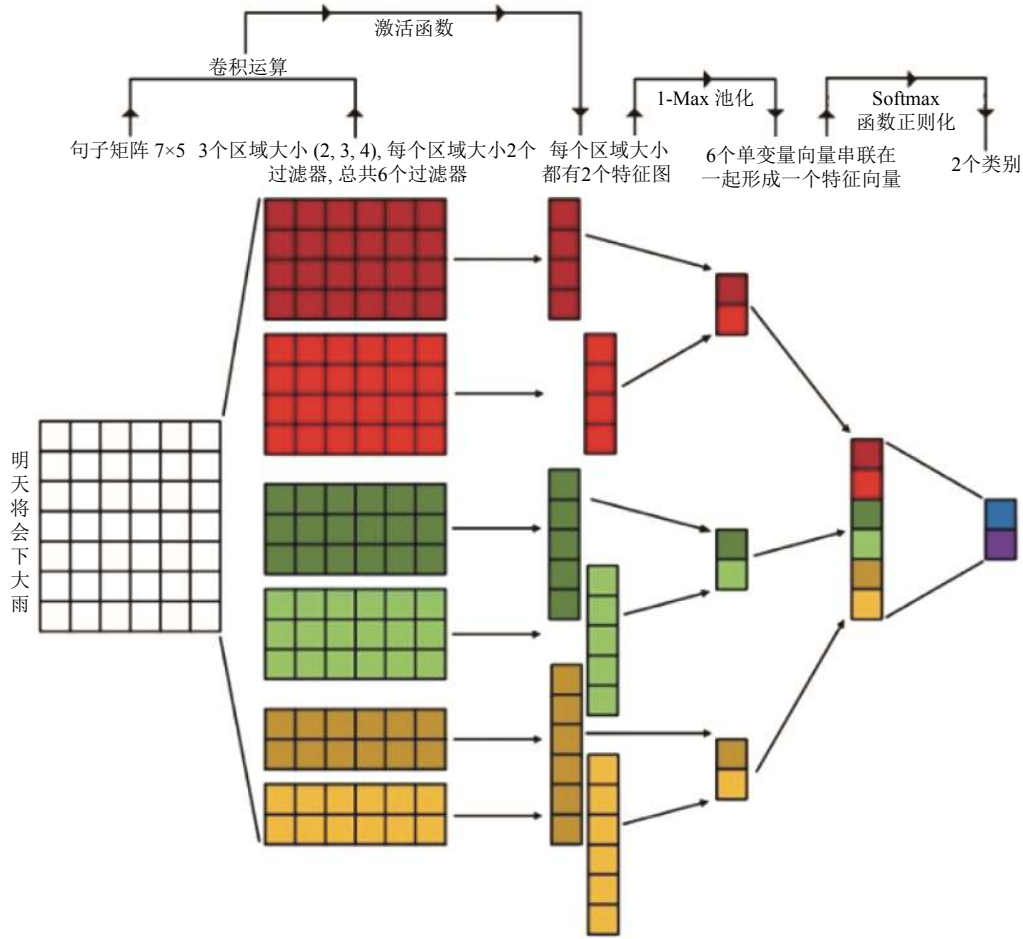 激活函数
卷积运算
1-Max 池化
Softmax
函数正则化
句子矩阵 7×5
3个区域大小 (2, 3, 4), 每个区域大小2个
过滤器, 总共6个过滤器
每个区域大小
都有2个特征图
6个单变量向量串联在
一起形成一个特征向量
2个类别
明
天
将
会
下
大
雨